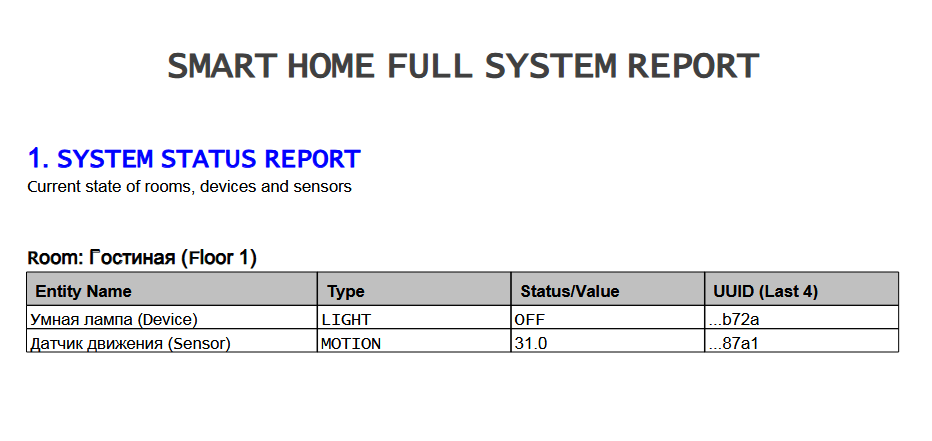 SMART HOME FULL SYSTEM REPORT
1. SYSTEM STATUS REPORT
Current state of rooms, devices and sensors
Room: Гостиная (Floor 1)
Entity Name Type Status/Value UUID (Last 4)
Умная лампа (Device) LIGHT OFF ...b72a
Датчик движения (Sensor) MOTION 31.0 ...87a1